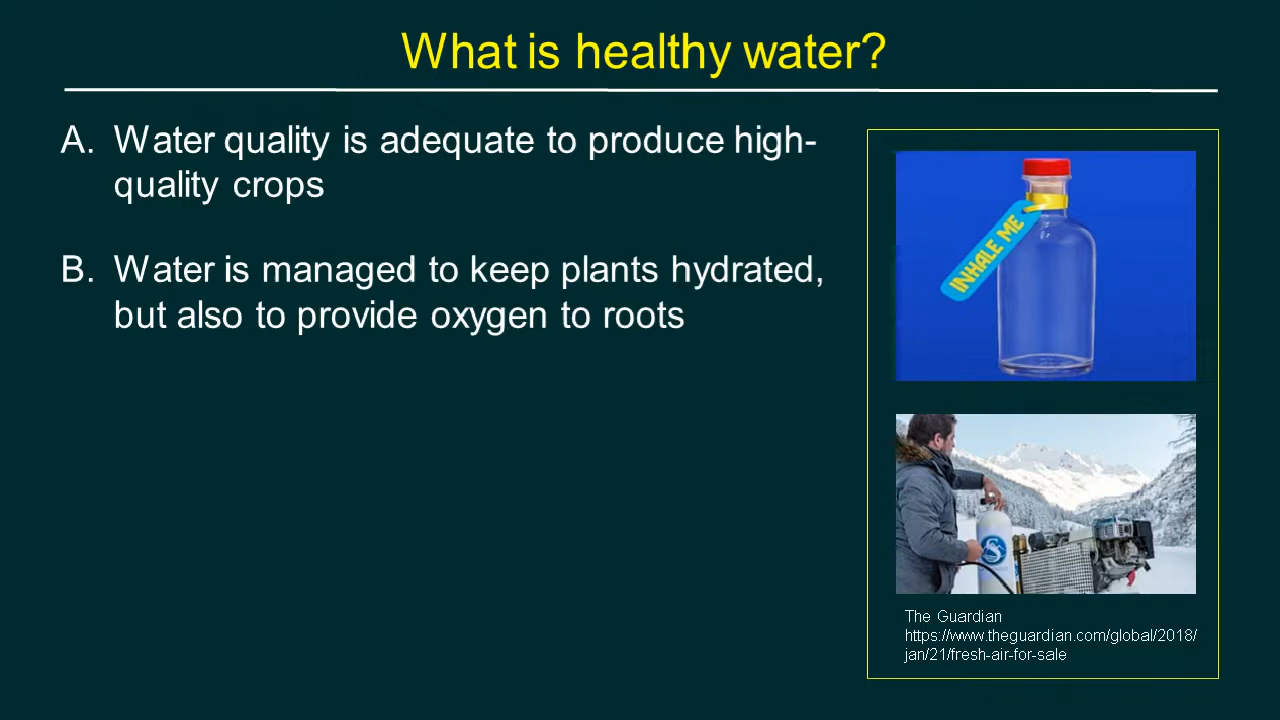 What is healthy water?
A. Water quality is adequate to produce high-
quality crops
B. Water is managed to keep plants hydrated,
but also to provide oxygen to roots
INHALE ME
The Guardian
https://www.theguardian.com/global/2018/
jan/21/fresh-air-for-sale